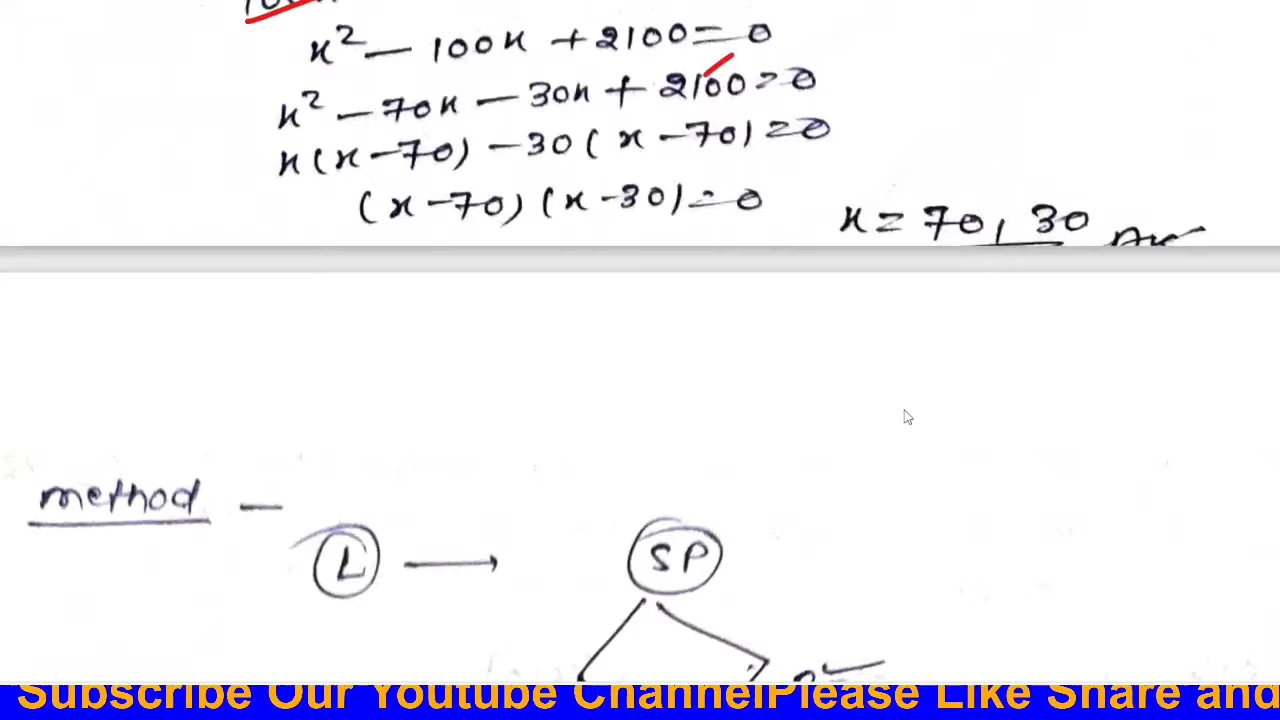 x² - 100x + 2100 = 0
x² - 70x - 30x + 2100 = 0
x(x-70) - 30(x-70) = 0
(x-70)(x-30) = 0
x = 70, 30
method -
L → SP
Subscribe Our Youtube ChannelPlease Like Share and